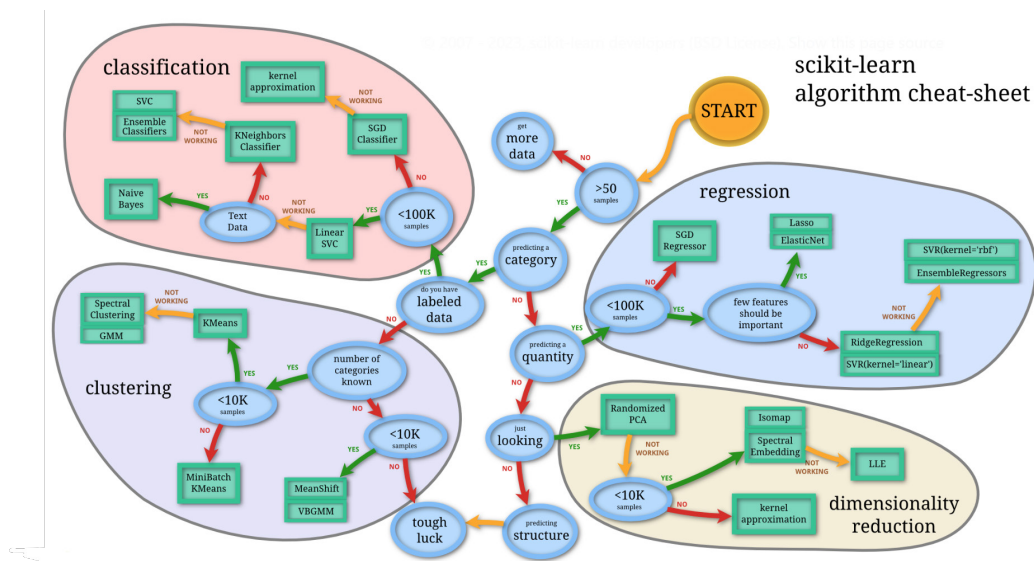 scikit-learn
algorithm cheat-sheet
START
classification
kernel
approximation
NOT
WORKING
SVC
Ensemble
Classifiers
NOT
WORKING
KNeighbors
Classifier
SGD
Classifier
NO
NO
Naive
Bayes
YES
Text
Data
NOT
WORKING
Linear
SVC
YES
<100K
samples
YES
get
more
data
NO
>50
samples
YES
predicting a
category
YES
NO
do you have
labeled
data
NO
predicting a
quantity
YES
NO
just
looking
YES
NO
predicting
structure
tough
luck
regression
SGD
Regressor
NO
<100K
samples
YES
Lasso
ElasticNet
YES
few features
should be
important
NO
SVR(kernel='rbf')
EnsembleRegressors
NOT
WORKING
RidgeRegression
SVR(kernel='linear')
clustering
Spectral
Clustering
GMM
NOT
WORKING
KMeans
YES
number of
categories
known
YES
NO
<10K
samples
NO
MiniBatch
KMeans
<10K
samples
YES
NO
MeanShift
VBGMM
dimensionality
reduction
Randomized
PCA
NOT
WORKING
<10K
samples
YES
NO
Isomap
Spectral
Embedding
NOT
WORKING
LLE
kernel
approximation